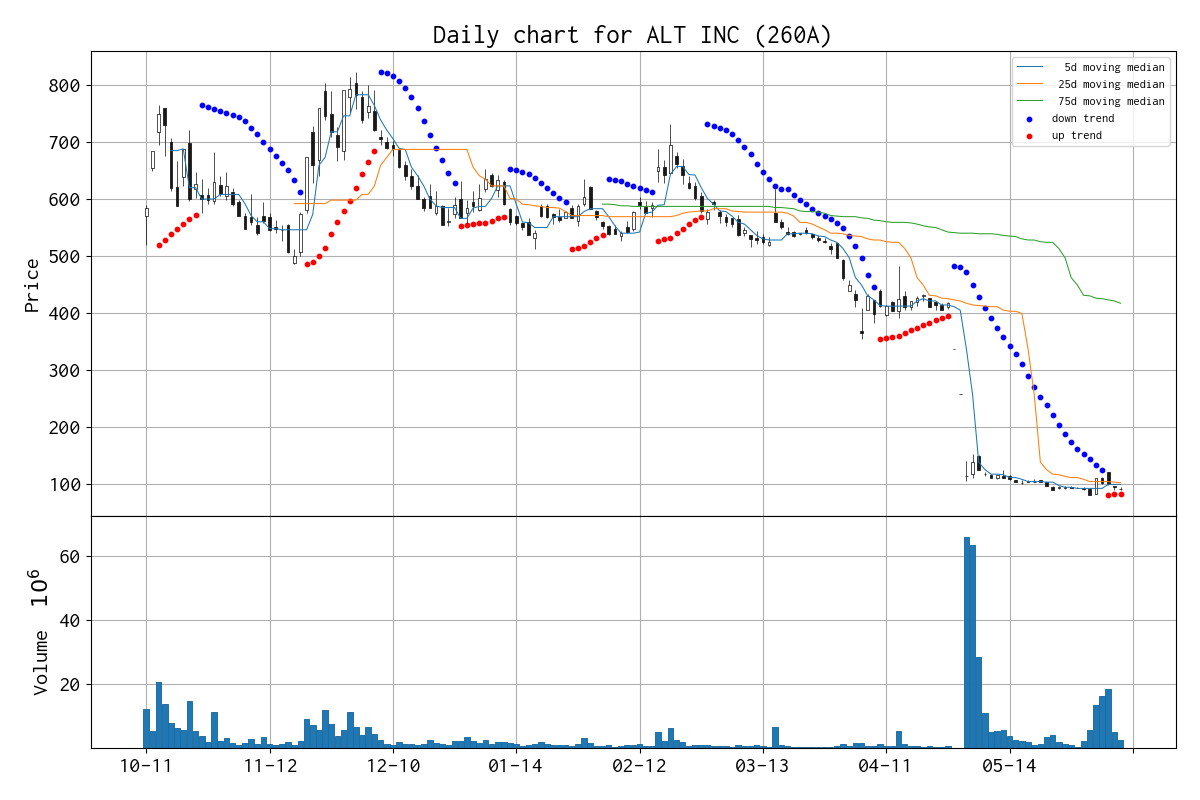 Daily chart for ALT INC (260A)
5d moving median
25d moving median
75d moving median
down trend
up trend
Price
800
700
600
500
400
300
200
100
Volume 10^6
60
40
20
10-11 11-12 12-10 01-14 02-12 03-13 04-11 05-14